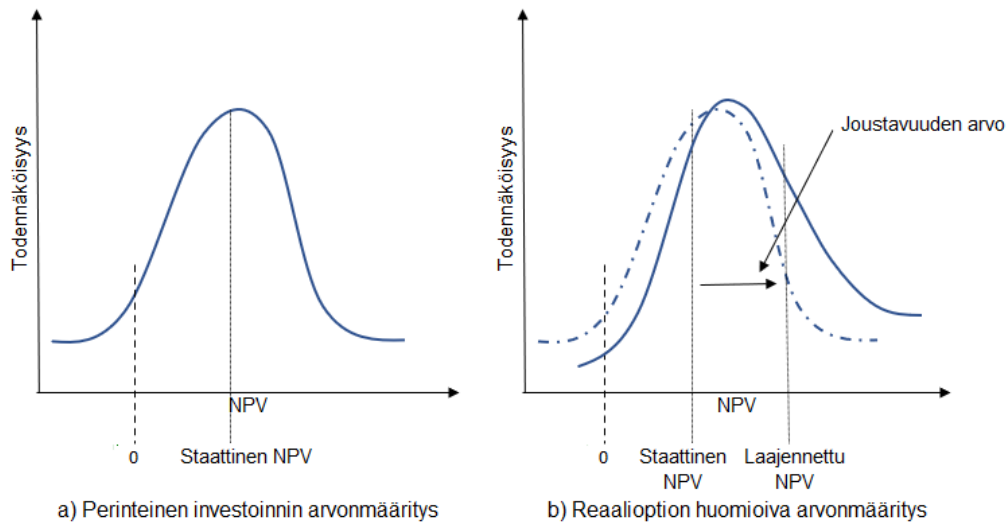 Todennäköisyys
NPV
0
Staattinen NPV
a) Perinteinen investoinnin arvonmääritys
Todennäköisyys
Joustavuuden arvo
NPV
0
Staattinen
NPV
Laajennettu
NPV
b) Reaalioption huomioiva arvonmääritys